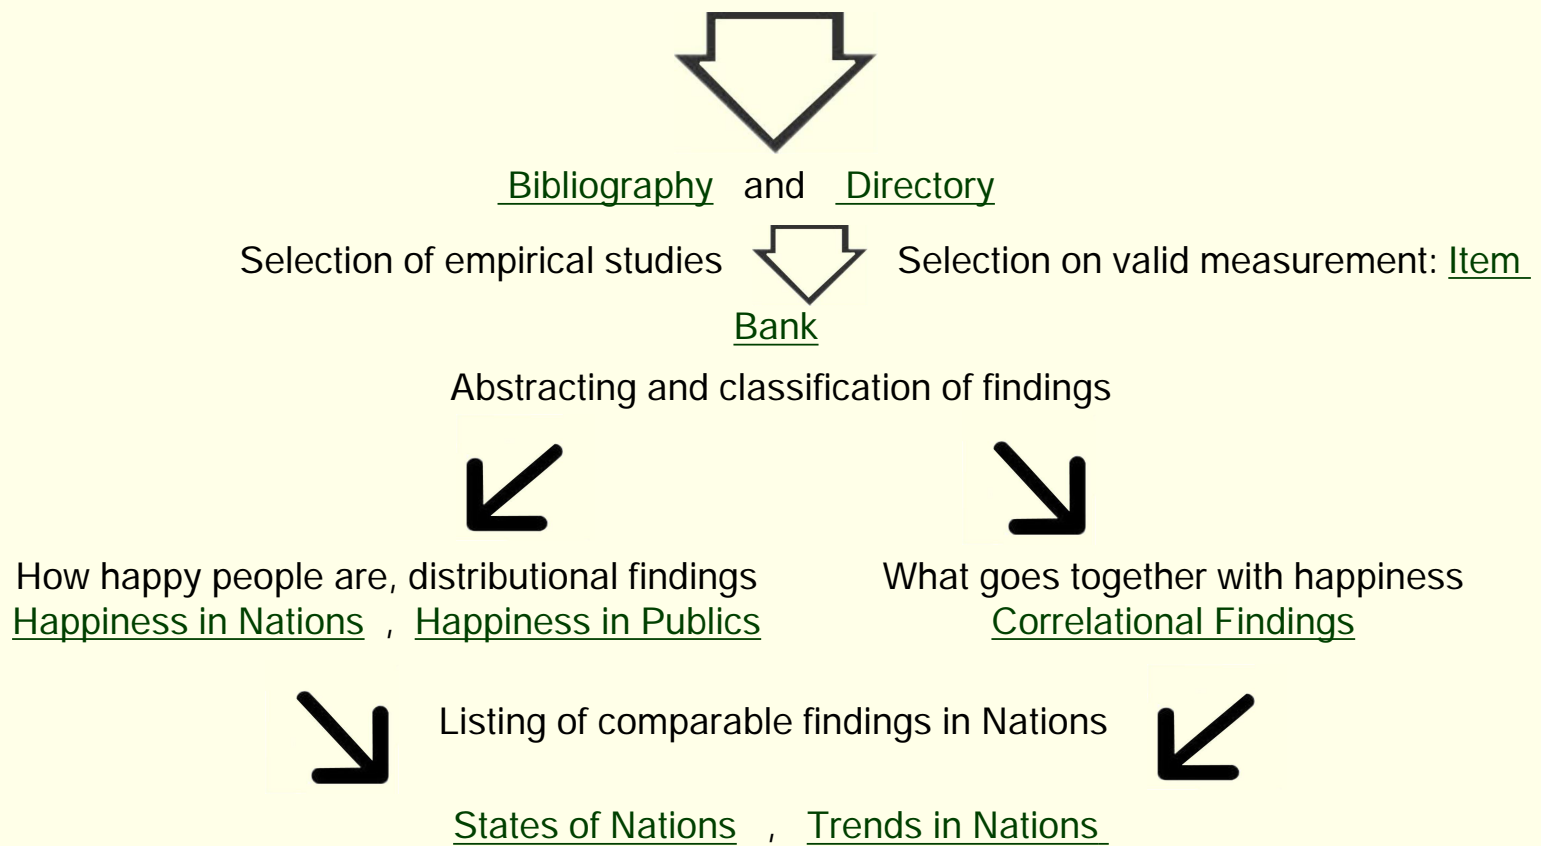 Bibliography and Directory
Selection of empirical studies Selection on valid measurement: Item
Bank
Abstracting and classification of findings
How happy people are, distributional findings What goes together with happiness
Happiness in Nations , Happiness in Publics Correlational Findings
Listing of comparable findings in Nations
States of Nations , Trends in Nations